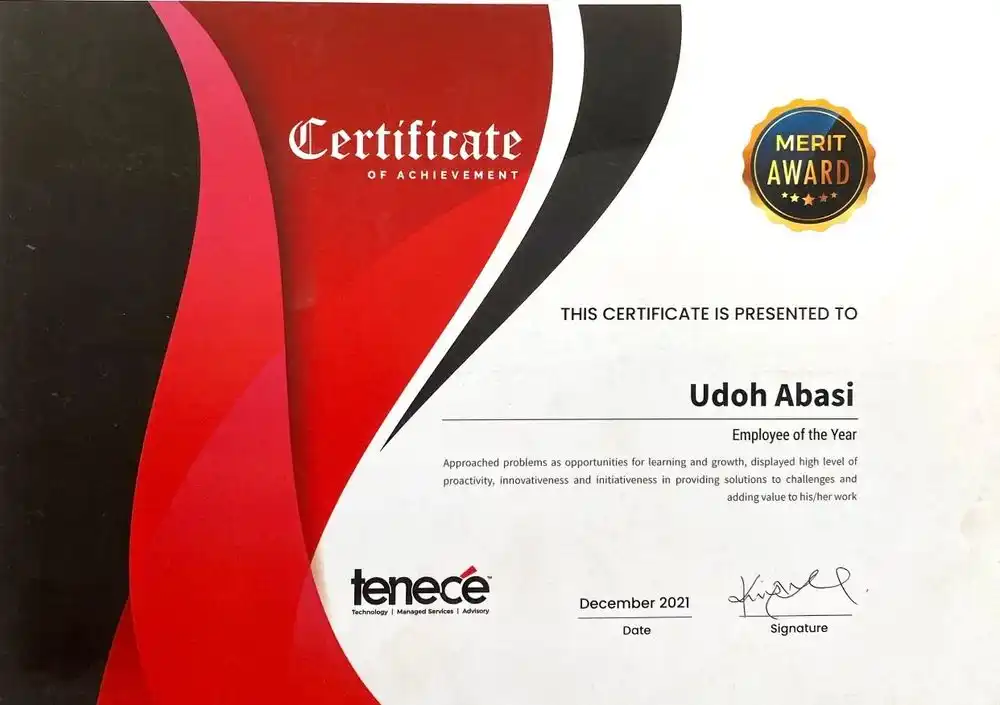 Certificate
OF ACHIEVEMENT
MERIT
AWARD
THIS CERTIFICATE IS PRESENTED TO
Udoh Abasi
Employee of the Year
Approached problems as opportunities for learning and growth, displayed high level of
proactivity, innovativeness and initiativeness in providing solutions to challenges and
adding value to his/her work
tenecé™
Technology | Managed Services | Advisory
December 2021
Date
Signature